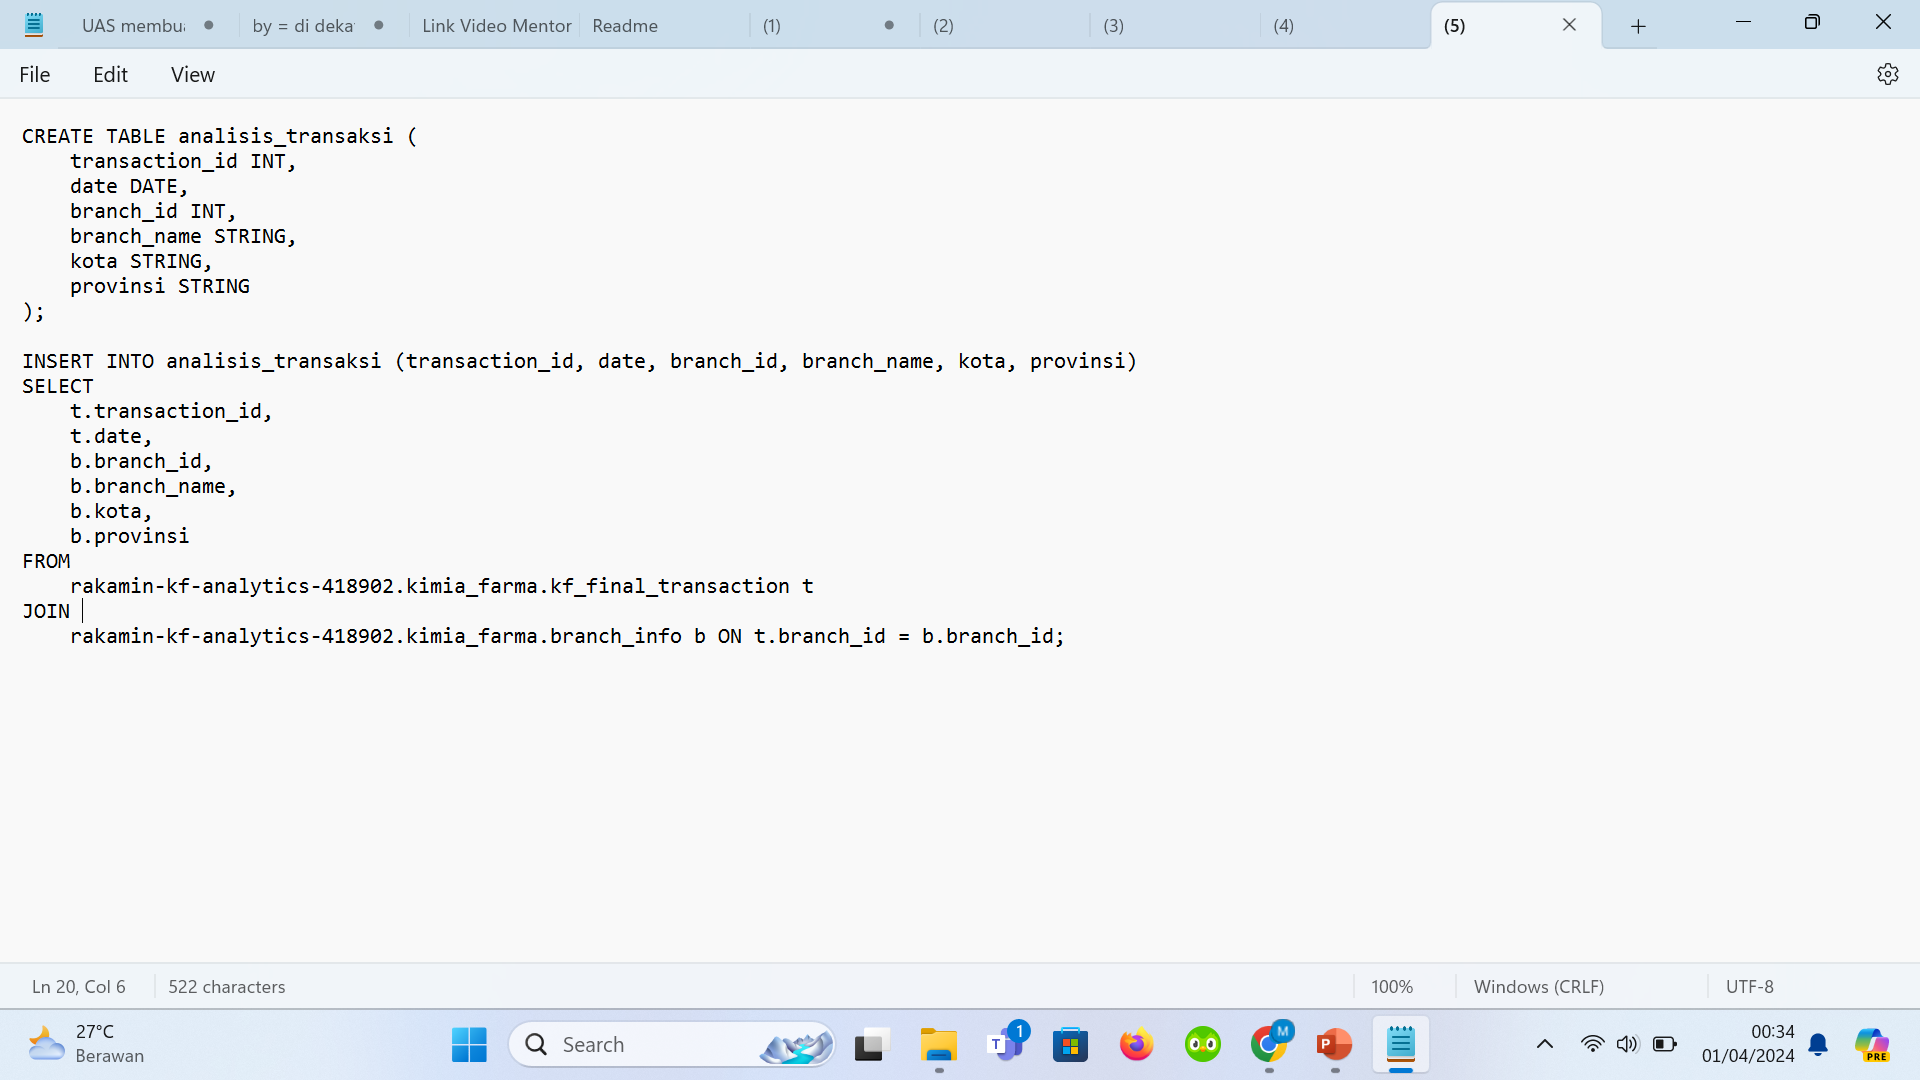 UAS membua
by = di deka
Link Video Mentor
Readme
(1)
(2)
(3)
(4)
(5)
File
Edit
View
CREATE TABLE analisis_transaksi (
    transaction_id INT,
    date DATE,
    branch_id INT,
    branch_name STRING,
    kota STRING,
    provinsi STRING
);
INSERT INTO analisis_transaksi (transaction_id, date, branch_id, branch_name, kota, provinsi)
SELECT
    t.transaction_id,
    t.date,
    b.branch_id,
    b.branch_name,
    b.kota,
    b.provinsi
FROM
    rakamin-kf-analytics-418902.kimia_farma.kf_final_transaction t
JOIN
    rakamin-kf-analytics-418902.kimia_farma.branch_info b ON t.branch_id = b.branch_id;
Ln 20, Col 6
522 characters
100%
Windows (CRLF)
UTF-8
27°C
Berawan
Search
T
1
M
P
00:34
01/04/2024
PRE